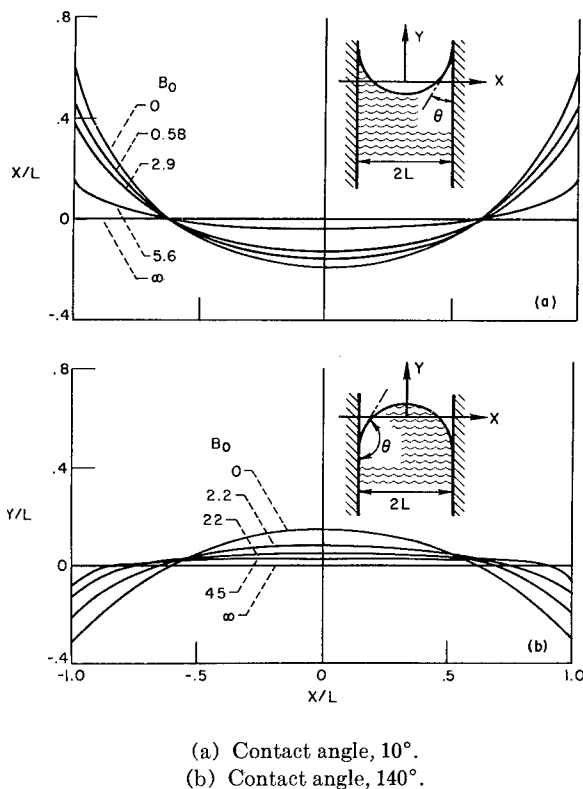 .8
Y
B₀
X
0
.4
0.58
θ
2.9
X/L
2L
0
5.6
∞
(a)
-.4
.8
Y
B₀
X
0
θ
.4
2.2
22
2L
Y/L
0
45
∞
(b)
-.4
-1.0
-.5
0
.5
1.0
X/L
(a) Contact angle, 10°.
(b) Contact angle, 140°.